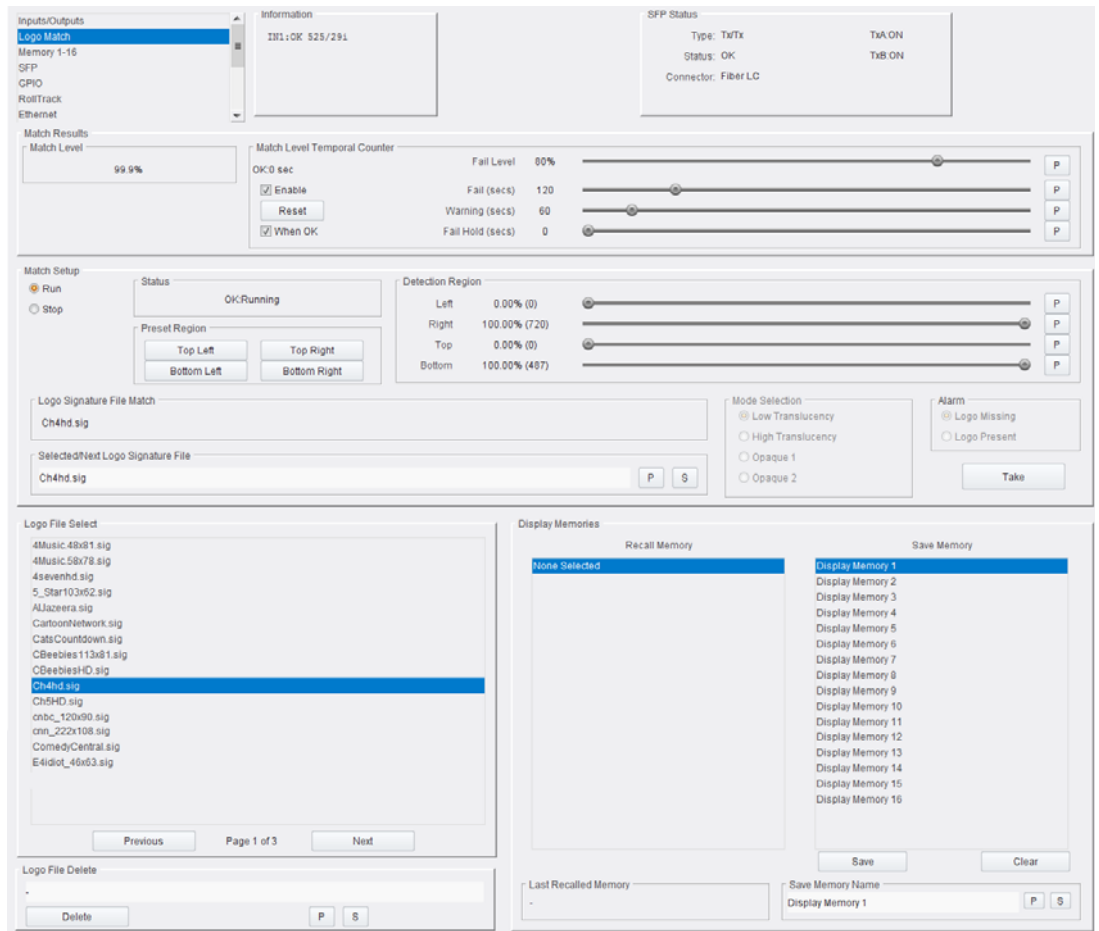 Inputs/Outputs
Logo Match
Memory 1-16
SFP
GPIO
RollTrack
Ethernet
Information
IN1:OK 525/29i
SFP Status
Type: Tx/Tx TxA:ON
Status: OK TxB:ON
Connector: Fiber LC
Match Results
Match Level
99.9%
Match Level Temporal Counter
OK:0 sec
Enable
Reset
When OK
Fail Level 80% P
Fail (secs) 120 P
Warning (secs) 60 P
Fail Hold (secs) 0 P
Match Setup
Run
Stop
Status
OK:Running
Preset Region
Top Left Top Right
Bottom Left Bottom Right
Detection Region
Left 0.00% (0) P
Right 100.00% (720) P
Top 0.00% (0) P
Bottom 100.00% (487) P
Logo Signature File Match
Ch4hd.sig
Selected/Next Logo Signature File
Ch4hd.sig P S
Mode Selection
Low Translucency
High Translucency
Opaque 1
Opaque 2
Alarm
Logo Missing
Logo Present
Take
Logo File Select
4Music.48x81.sig
4Music.58x78.sig
4sevenhd.sig
5_Star103x62.sig
AlJazeera.sig
CartoonNetwork.sig
CatsCountdown.sig
CBeebies113x81.sig
CBeebiesHD.sig
Ch4hd.sig
Ch5HD.sig
cnbc_120x90.sig
cnn_222x108.sig
ComedyCentral.sig
E4idiot_46x63.sig
Previous Page 1 of 3 Next
Logo File Delete
-
Delete P S
Display Memories
Recall Memory
None Selected
Save Memory
Display Memory 1
Display Memory 2
Display Memory 3
Display Memory 4
Display Memory 5
Display Memory 6
Display Memory 7
Display Memory 8
Display Memory 9
Display Memory 10
Display Memory 11
Display Memory 12
Display Memory 13
Display Memory 14
Display Memory 15
Display Memory 16
Save Clear
Last Recalled Memory
-
Save Memory Name
Display Memory 1 P S